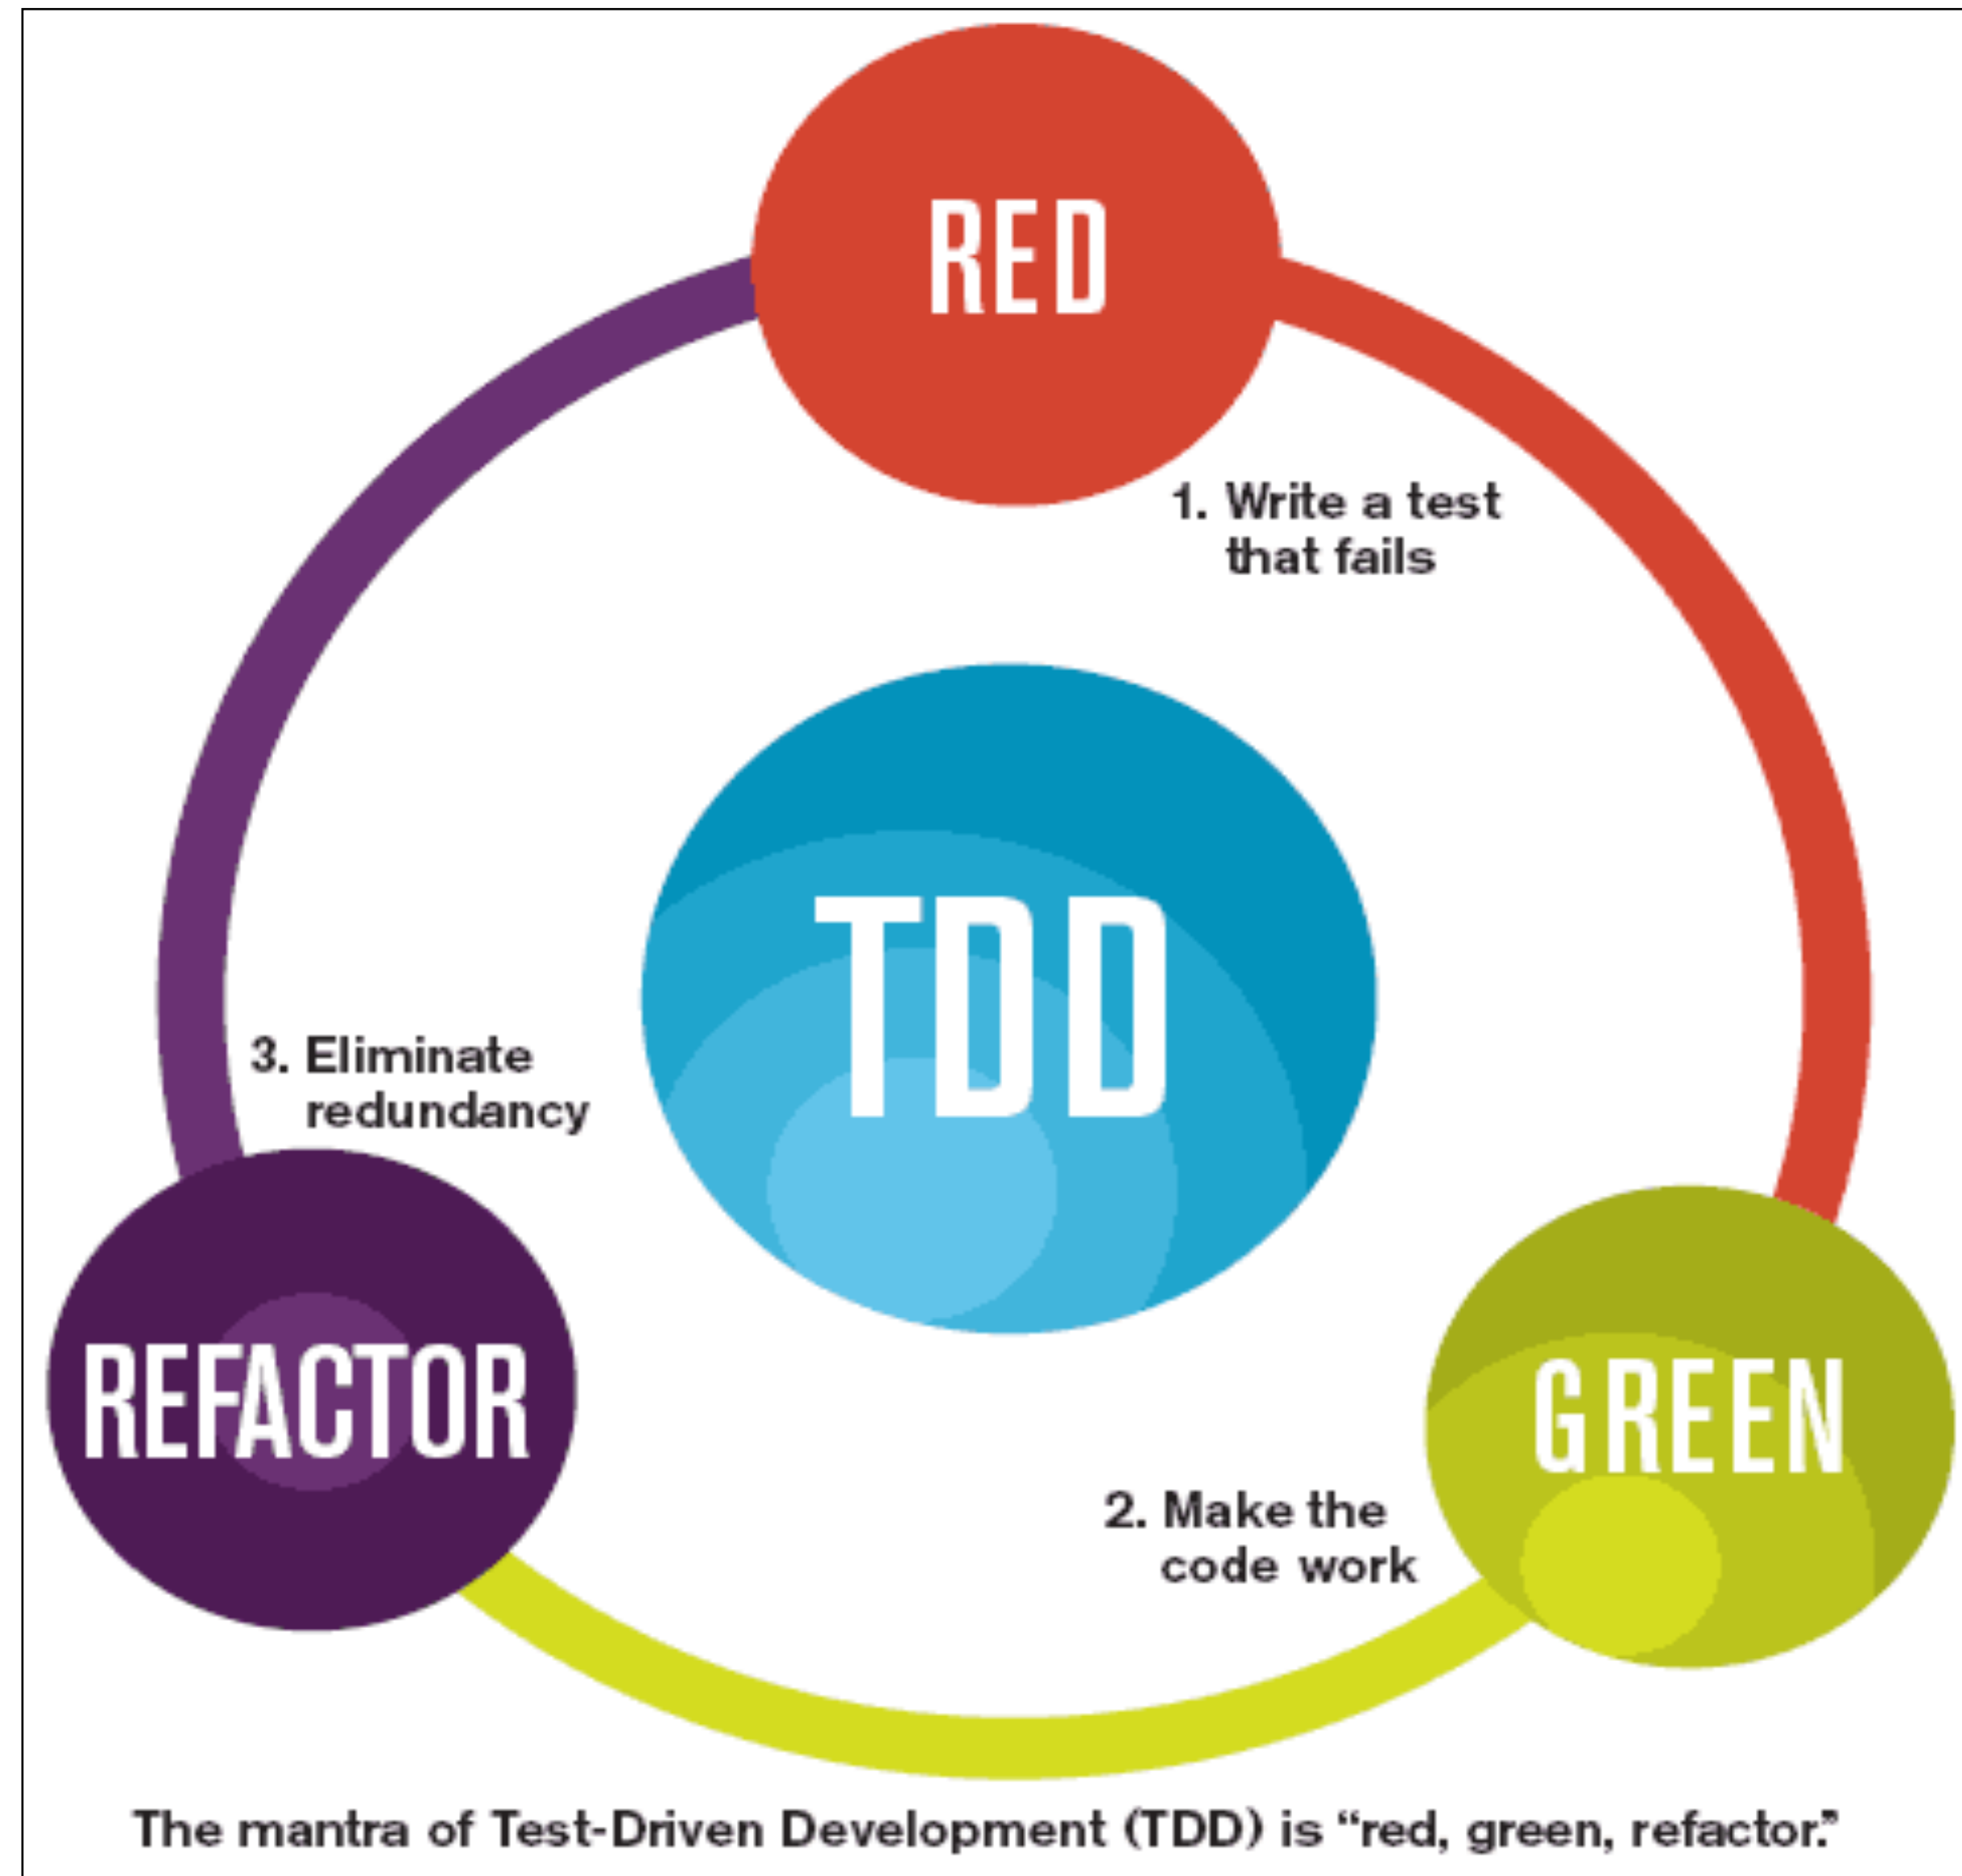 RED
1. Write a test
that fails
TDD
3. Eliminate
redundancy
REFACTOR
GREEN
2. Make the
code work
The mantra of Test-Driven Development (TDD) is “red, green, refactor.”